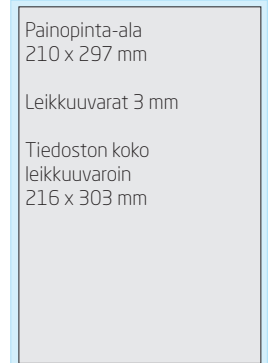 Painopinta-ala
210 x 297 mm
Leikkuuvarat 3 mm
Tiedoston koko
leikkuuvaroin
216 x 303 mm